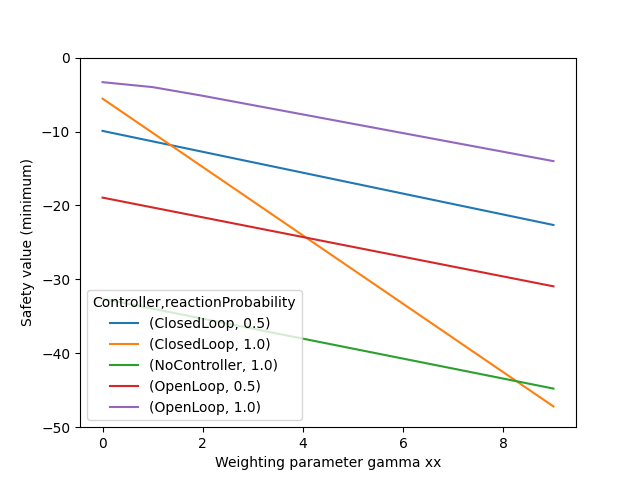 0
−10
−20
−30
−40
−50
Safety value (minimum)
Controller,reactionProbability
(ClosedLoop, 0.5)
(ClosedLoop, 1.0)
(NoController, 1.0)
(OpenLoop, 0.5)
(OpenLoop, 1.0)
0 2 4 6 8
Weighting parameter gamma xx